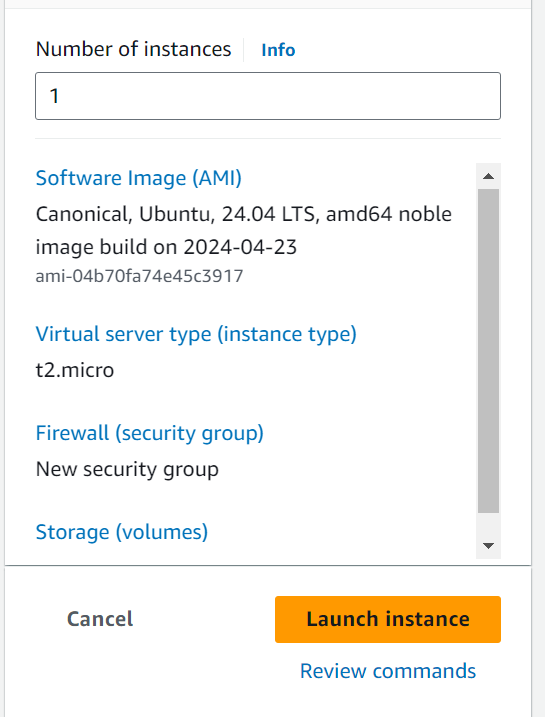 Number of instances Info
1
Software Image (AMI)
Canonical, Ubuntu, 24.04 LTS, amd64 noble
image build on 2024-04-23
ami-04b70fa74e45c3917
Virtual server type (instance type)
t2.micro
Firewall (security group)
New security group
Storage (volumes)
Cancel
Launch instance
Review commands